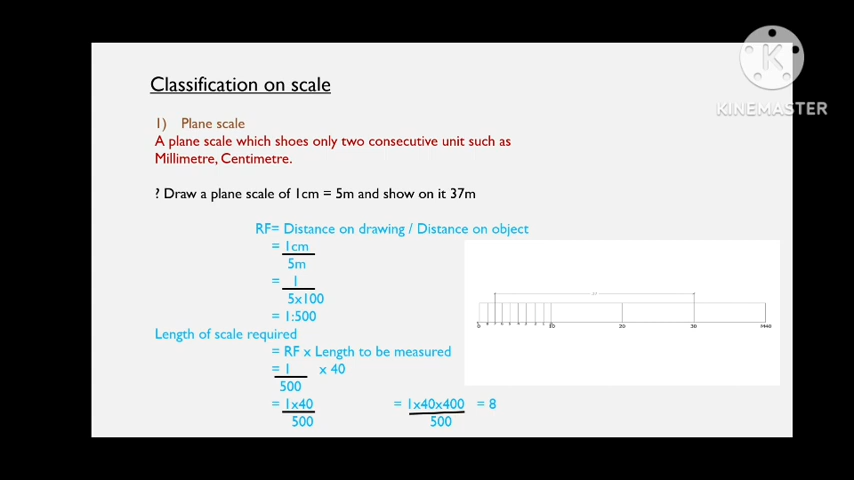 Classification on scale
KINEMASTER
1) Plane scale
A plane scale which shoes only two consecutive unit such as
Millimetre, Centimetre.
? Draw a plane scale of 1cm = 5m and show on it 37m
RF= Distance on drawing / Distance on object
= 1cm
5m
= 1
5x100
= 1:500
Length of scale required
= RF x Length to be measured
= 1 x 40
500
= 1x40 = 1x40x400 = 8
500 500
20 30